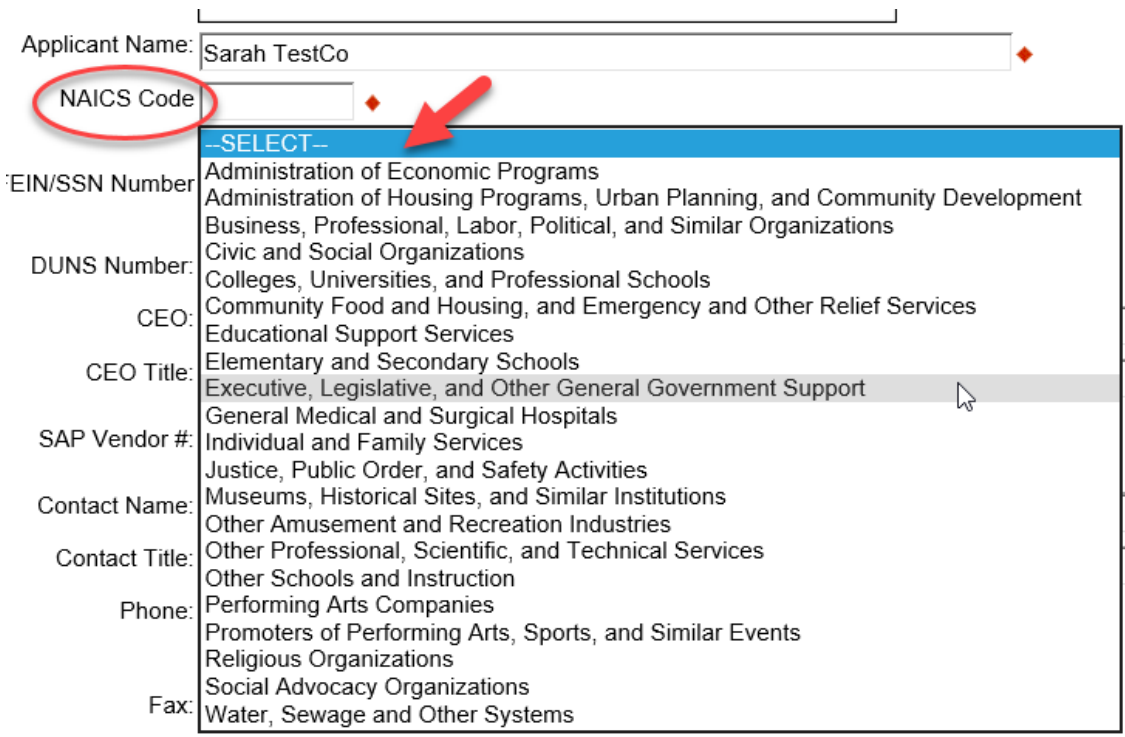 Applicant Name: Sarah TestCo
NAICS Code
--SELECT--
Administration of Economic Programs
FEIN/SSN Number
Administration of Housing Programs, Urban Planning, and Community Development
Business, Professional, Labor, Political, and Similar Organizations
Civic and Social Organizations
DUNS Number:
Colleges, Universities, and Professional Schools
Community Food and Housing, and Emergency and Other Relief Services
CEO:
Educational Support Services
Elementary and Secondary Schools
CEO Title:
Executive, Legislative, and Other General Government Support
General Medical and Surgical Hospitals
SAP Vendor #:
Individual and Family Services
Justice, Public Order, and Safety Activities
Museums, Historical Sites, and Similar Institutions
Contact Name:
Other Amusement and Recreation Industries
Other Professional, Scientific, and Technical Services
Contact Title:
Other Schools and Instruction
Performing Arts Companies
Phone:
Promoters of Performing Arts, Sports, and Similar Events
Religious Organizations
Social Advocacy Organizations
Fax:
Water, Sewage and Other Systems